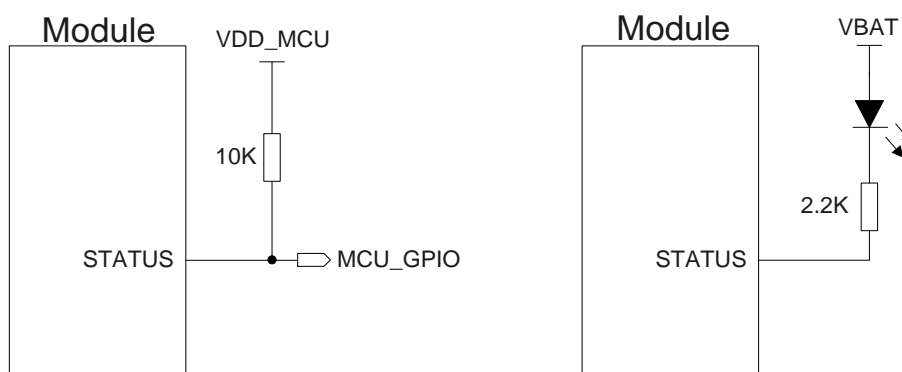 Module
VDD_MCU
10K
STATUS
MCU_GPIO
Module
VBAT
2.2K
STATUS